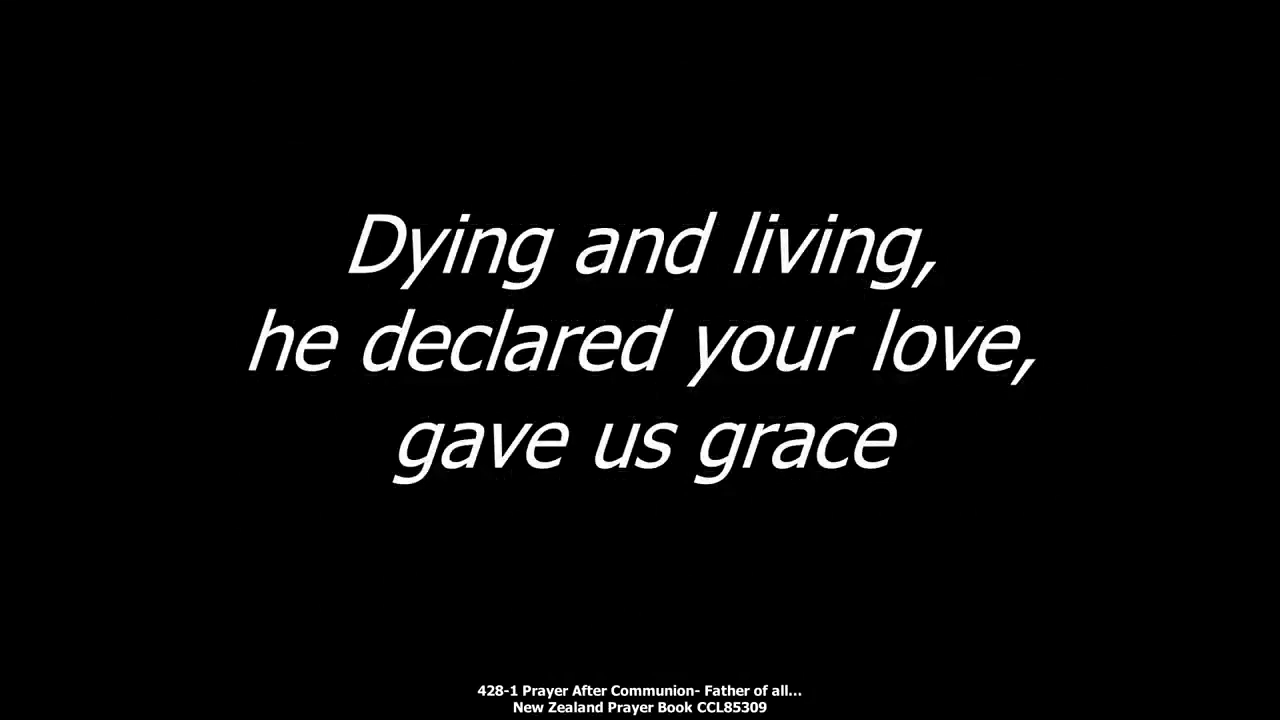 Dying and living,
he declared your love,
gave us grace
428-1 Prayer After Communion- Father of all...
New Zealand Prayer Book CCL85309